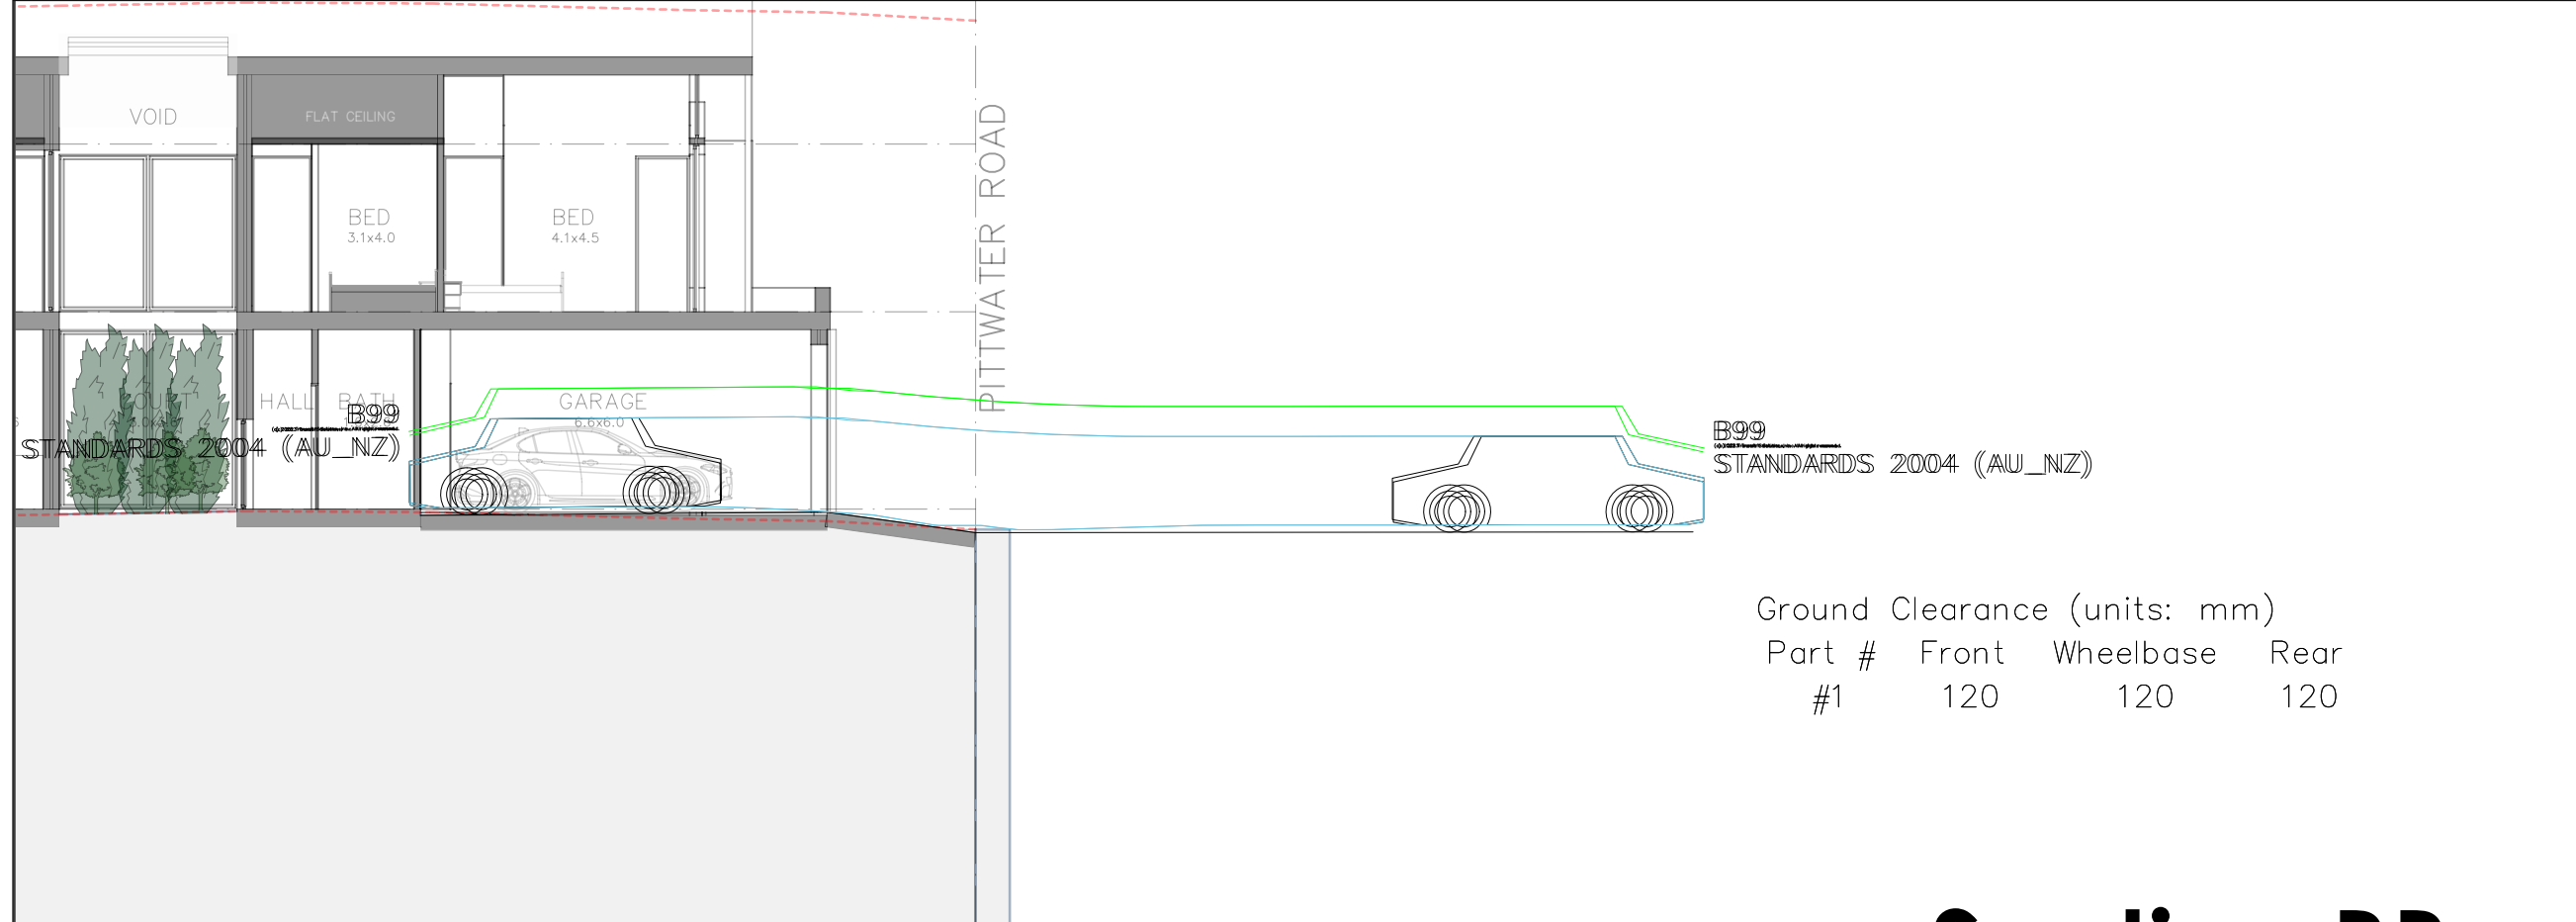 VOID
FLAT CEILING
BED
3.1x4.0
BED
4.1x4.5
PITTWATER ROAD
HALL
BATH
GARAGE
6.6x6.0
B99
STANDARDS 2004 (AU_NZ)
B99
STANDARDS 2004 (AU_NZ)
Ground Clearance (units: mm)
Part # Front Wheelbase Rear
#1 120 120 120